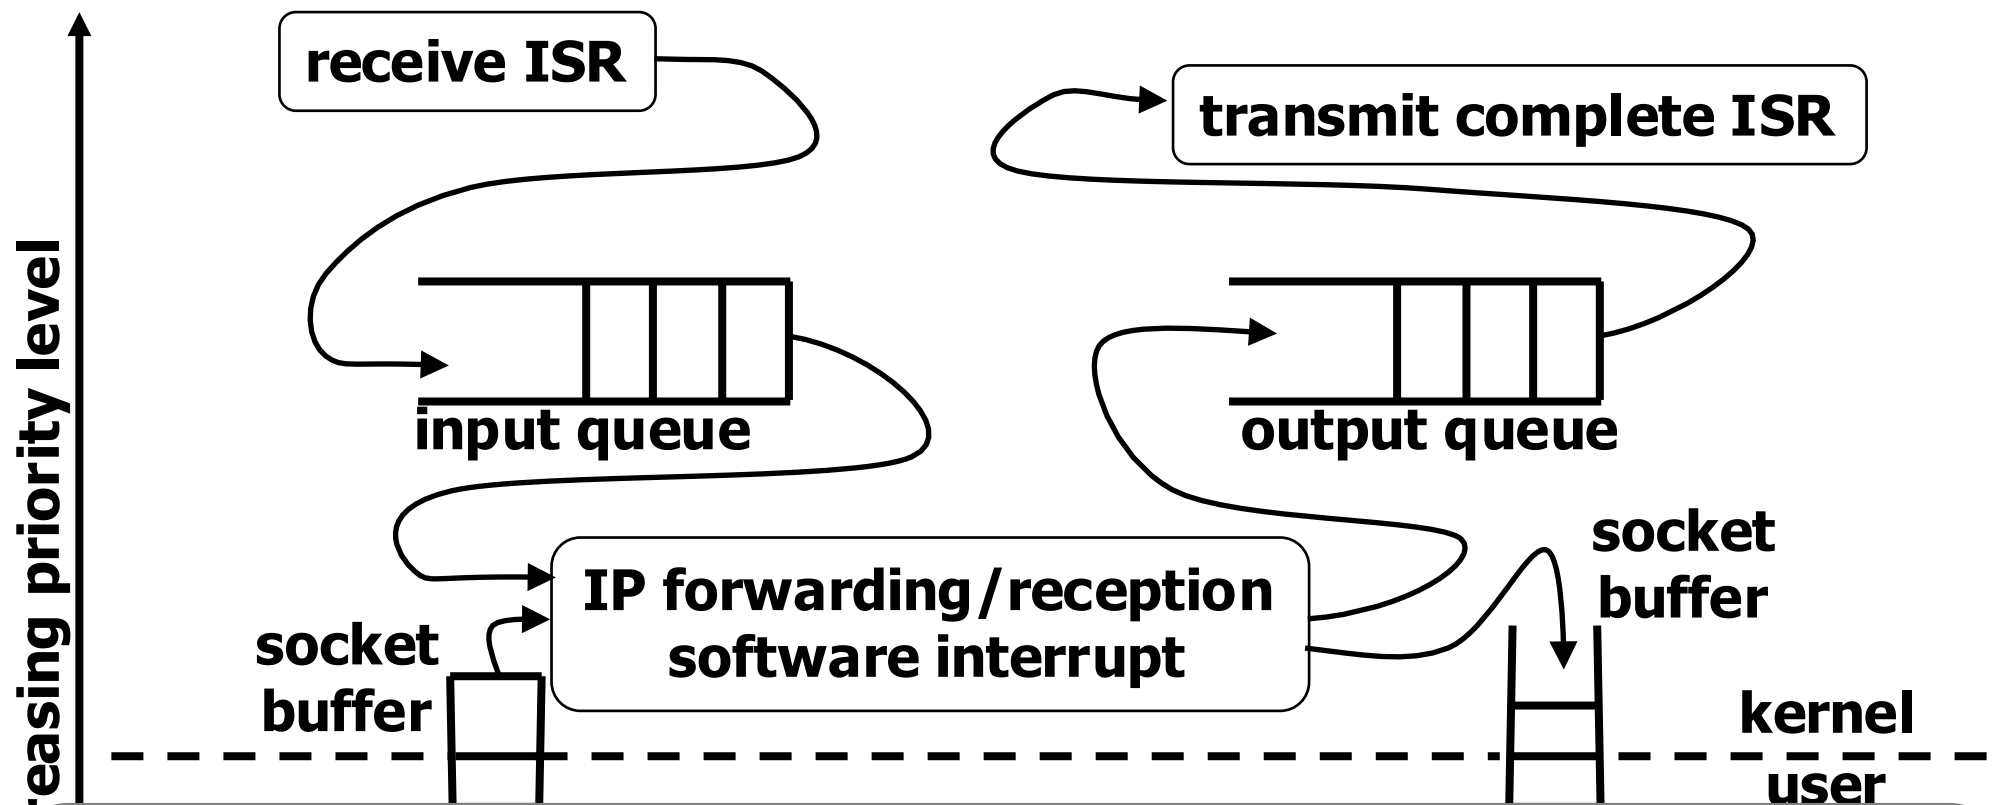 receive ISR
transmit complete ISR
priority level
input queue
output queue
socket
buffer
IP forwarding/reception
software interrupt
socket
buffer
kernel
user